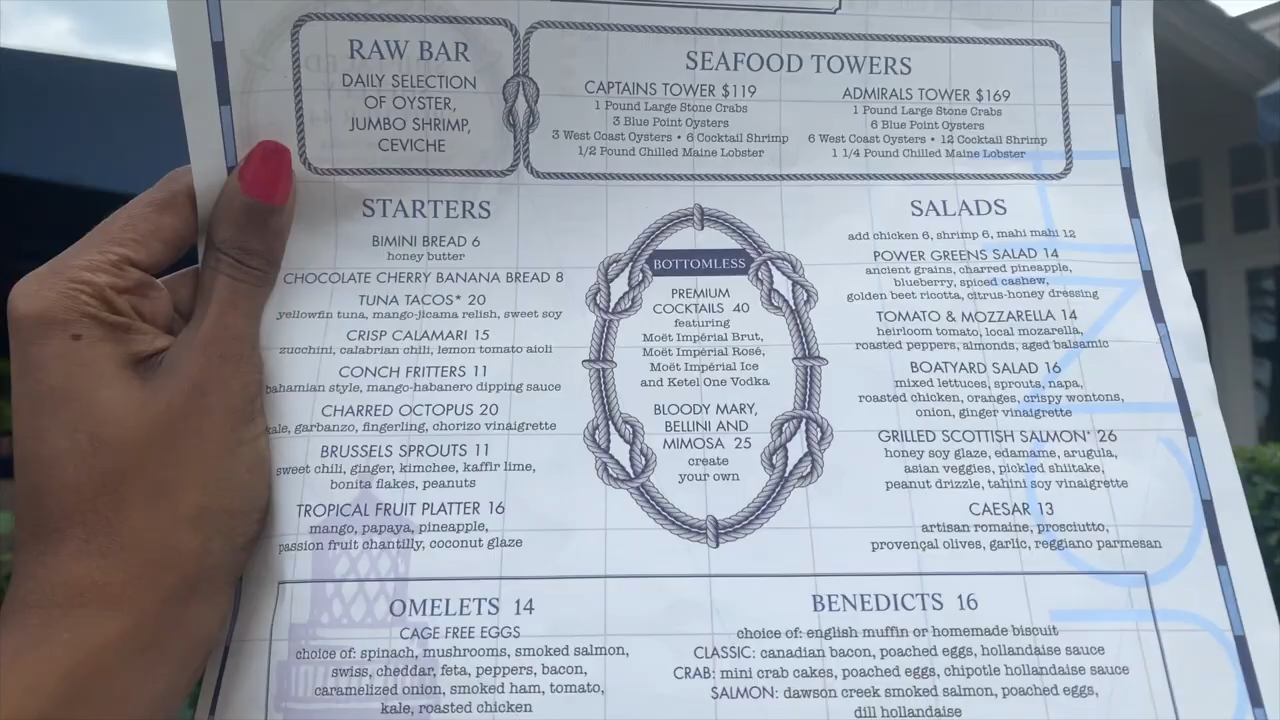 RAW BAR
DAILY SELECTION
OF OYSTER,
JUMBO SHRIMP,
CEVICHE
SEAFOOD TOWERS
CAPTAINS TOWER $119
1 Pound Large Stone Crabs
3 Blue Point Oysters
3 West Coast Oysters • 6 Cocktail Shrimp
1/2 Pound Chilled Maine Lobster
ADMIRALS TOWER $169
1 Pound Large Stone Crabs
6 Blue Point Oysters
6 West Coast Oysters • 12 Cocktail Shrimp
1 1/4 Pound Chilled Maine Lobster
STARTERS
BIMINI BREAD 6
honey butter
CHOCOLATE CHERRY BANANA BREAD 8
TUNA TACOS* 20
yellowfin tuna, mango-jicama relish, sweet soy
CRISP CALAMARI 15
zucchini, calabrian chili, lemon tomato aioli
CONCH FRITTERS 11
bahamian style, mango-habanero dipping sauce
CHARRED OCTOPUS 20
kale, garbanzo, fingerling, chorizo vinaigrette
BRUSSELS SPROUTS 11
sweet chili, ginger, kimchee, kaffir lime,
bonita flakes, peanuts
TROPICAL FRUIT PLATTER 16
mango, papaya, pineapple,
passion fruit chantilly, coconut glaze
BOTTOMLESS
PREMIUM
COCKTAILS 40
featuring
Moët Impérial Brut,
Moët Impérial Rosé,
Moët Impérial Ice
and Ketel One Vodka
BLOODY MARY,
BELLINI AND
MIMOSA 25
create
your own
SALADS
add chicken 6, shrimp 6, mahi mahi 12
POWER GREENS SALAD 14
ancient grains, charred pineapple,
blueberry, spiced cashew,
golden beet ricotta, citrus-honey dressing
TOMATO & MOZZARELLA 14
heirloom tomato, local mozarella,
roasted peppers, almonds, aged balsamic
BOATYARD SALAD 16
mixed lettuces, sprouts, napa,
roasted chicken, oranges, crispy wontons,
onion, ginger vinaigrette
GRILLED SCOTTISH SALMON* 26
honey soy glaze, edamame, arugula,
asian veggies, pickled shiitake,
peanut drizzle, tahini soy vinaigrette
CAESAR 13
artisan romaine, prosciutto,
provençal olives, garlic, reggiano parmesan
OMELETS 14
CAGE FREE EGGS
choice of: spinach, mushrooms, smoked salmon,
swiss, cheddar, feta, peppers, bacon,
caramelized onion, smoked ham, tomato,
kale, roasted chicken
BENEDICTS 16
choice of: english muffin or homemade biscuit
CLASSIC: canadian bacon, poached eggs, hollandaise sauce
CRAB: mini crab cakes, poached eggs, chipotle hollandaise sauce
SALMON: dawson creek smoked salmon, poached eggs,
dill hollandaise